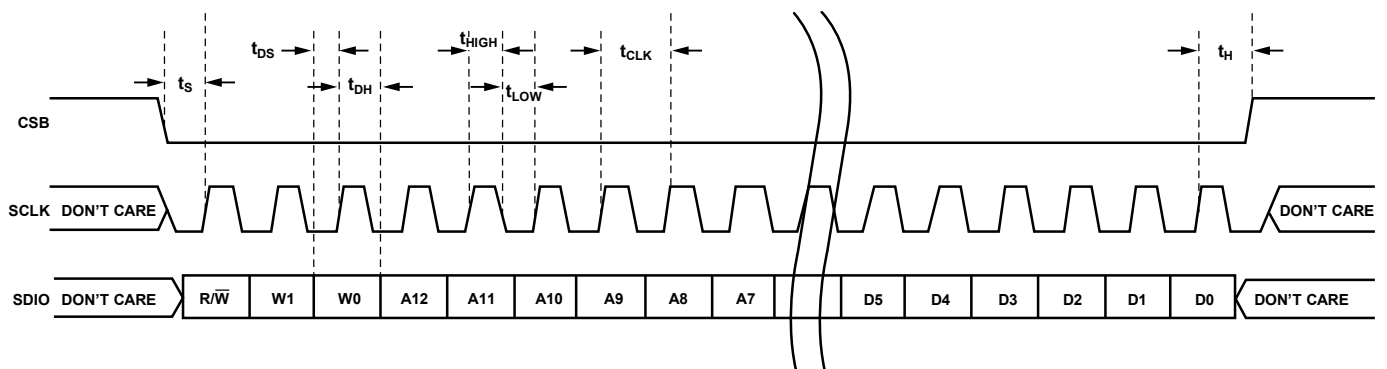 tDS
tHIGH
tCLK
tH
tS
tDH
tLOW
CSB
SCLK DON'T CARE DON'T CARE
SDIO DON'T CARE R/W̅ W1 W0 A12 A11 A10 A9 A8 A7 D5 D4 D3 D2 D1 D0 DON'T CARE